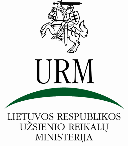 URM
LIETUVOS RESPUBLIKOS
UŽSIENIO REIKALŲ
MINISTERIJA